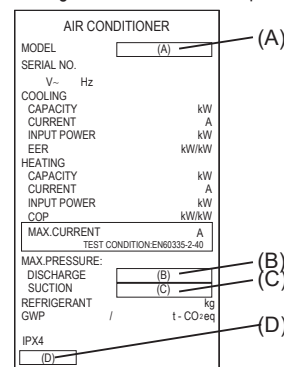 AIR CONDITIONER
MODEL (A) (A)
SERIAL NO.
V~ Hz
COOLING
CAPACITY kW
CURRENT A
INPUT POWER kW
EER kW/kW
HEATING
CAPACITY kW
CURRENT A
INPUT POWER kW
COP kW/kW
MAX.CURRENT A
TEST CONDITION:EN60335-2-40
MAX.PRESSURE:
DISCHARGE (B) (B)
SUCTION (C) (C)
REFRIGERANT kg
GWP / t - CO2eq
IPX4
(D) (D)